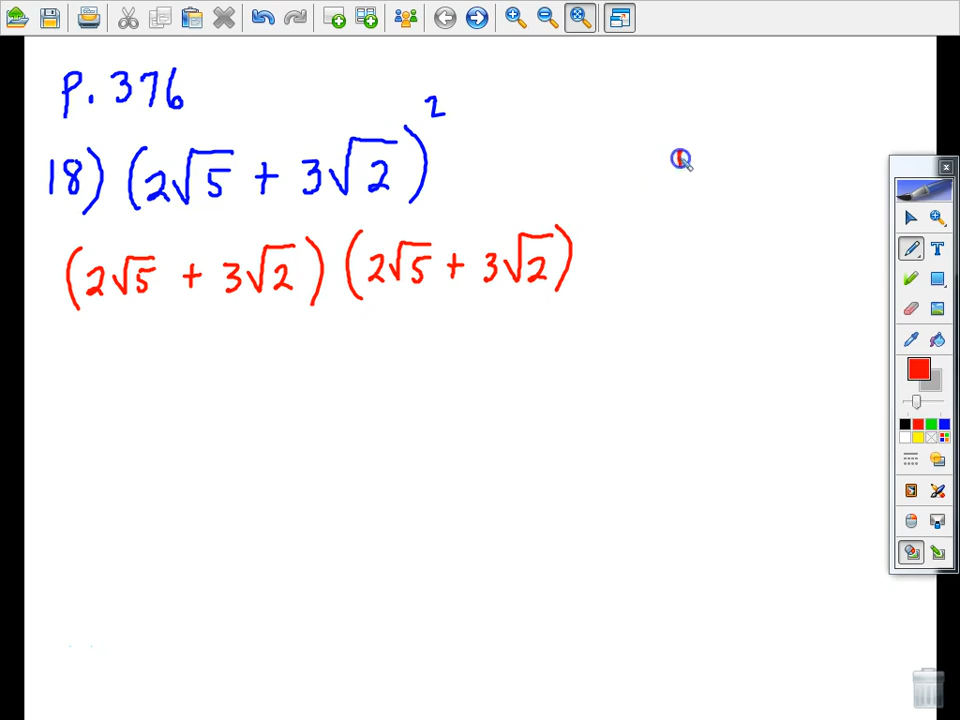 p. 376
18) (2√5 + 3√2)²
(2√5 + 3√2) (2√5 + 3√2)